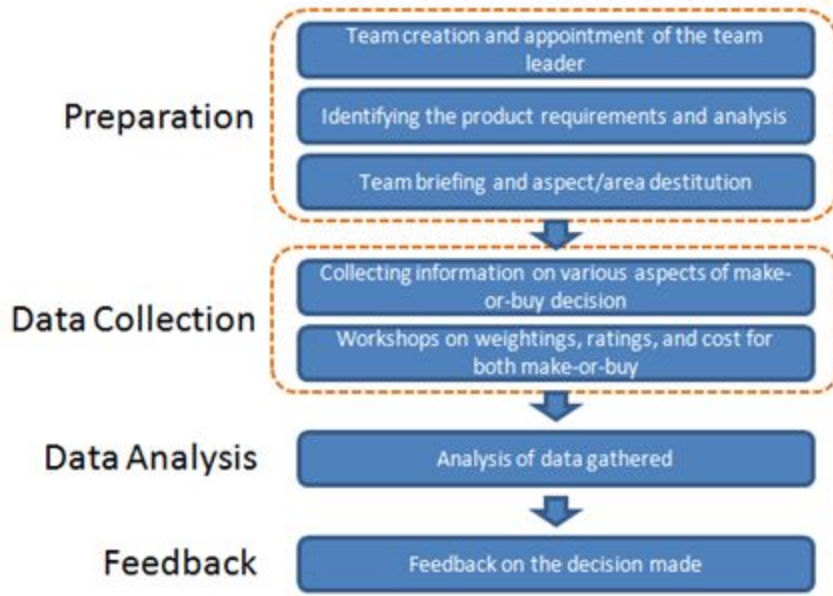 Preparation
Team creation and appointment of the team
leader
Identifying the product requirements and analysis
Team briefing and aspect/area destitution
Data Collection
Collecting information on various aspects of make-
or-buy decision
Workshops on weightings, ratings, and cost for
both make-or-buy
Data Analysis
Analysis of data gathered
Feedback
Feedback on the decision made